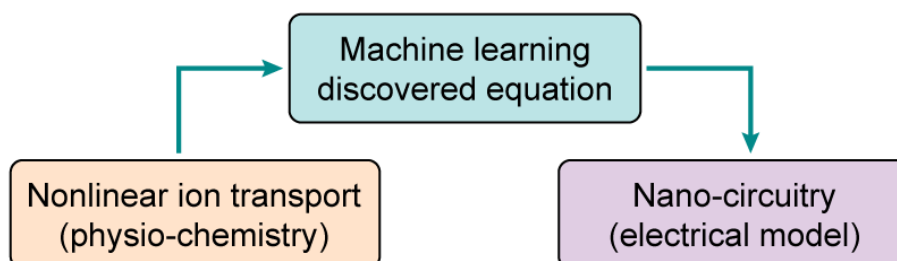 Machine learning
discovered equation
Nonlinear ion transport
(physio-chemistry)
Nano-circuitry
(electrical model)